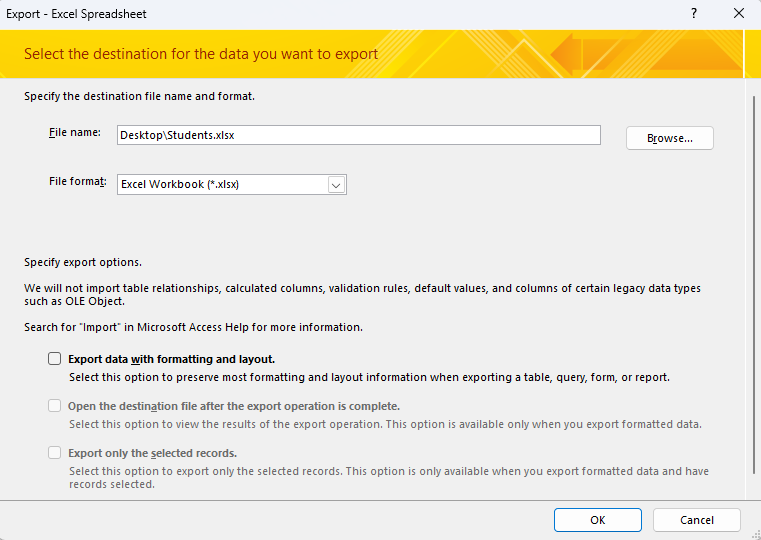 Export - Excel Spreadsheet
?
Select the destination for the data you want to export
Specify the destination file name and format.
File name:
Desktop\Students.xlsx
Browse...
File format:
Excel Workbook (*.xlsx)
Specify export options.
We will not import table relationships, calculated columns, validation rules, default values, and columns of certain legacy data types
such as OLE Object.
Search for "Import" in Microsoft Access Help for more information.
Export data with formatting and layout.
Select this option to preserve most formatting and layout information when exporting a table, query, form, or report.
Open the destination file after the export operation is complete.
Select this option to view the results of the export operation. This option is available only when you export formatted data.
Export only the selected records.
Select this option to export only the selected records. This option is only available when you export formatted data and have
records selected.
OK
Cancel